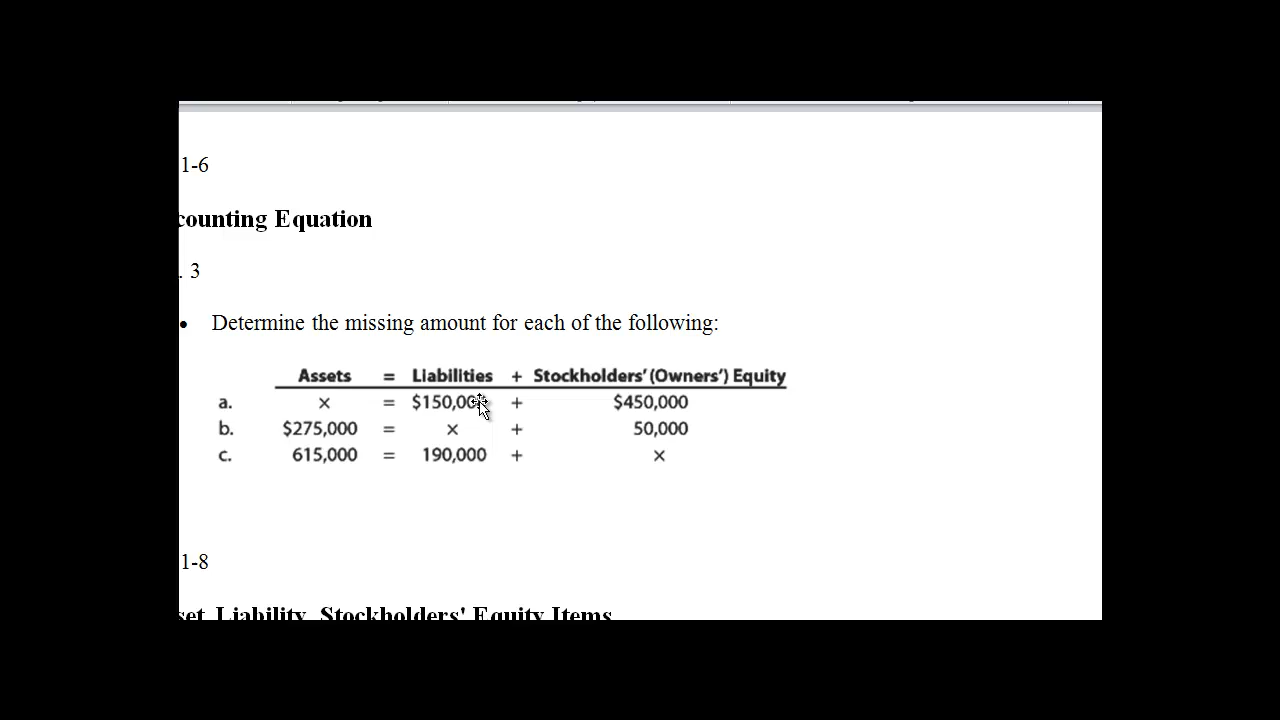 1-6
counting Equation
. 3
• Determine the missing amount for each of the following:
Assets = Liabilities + Stockholders' (Owners') Equity
a. × = $150,000 + $450,000
b. $275,000 = × + 50,000
c. 615,000 = 190,000 + ×
1-8
set, Liability, Stockholders' Equity Items